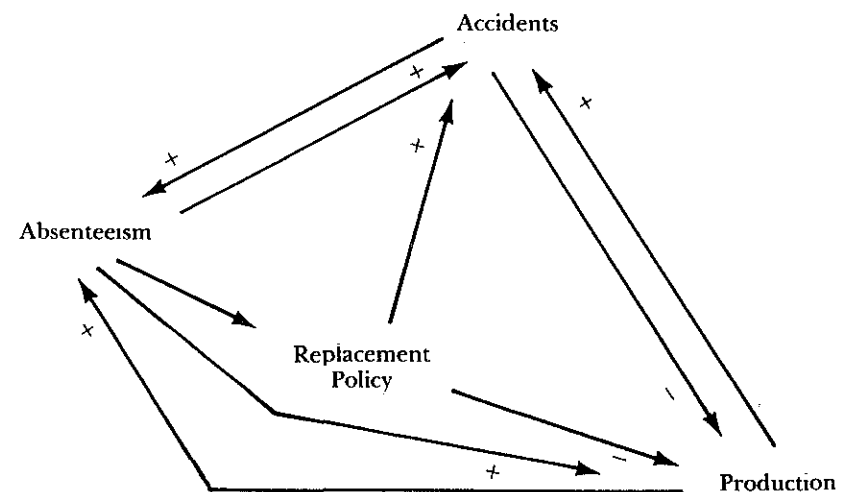 Accidents
+
+
+
+
Absenteeism
+
Replacement
Policy
-
-
+
Production